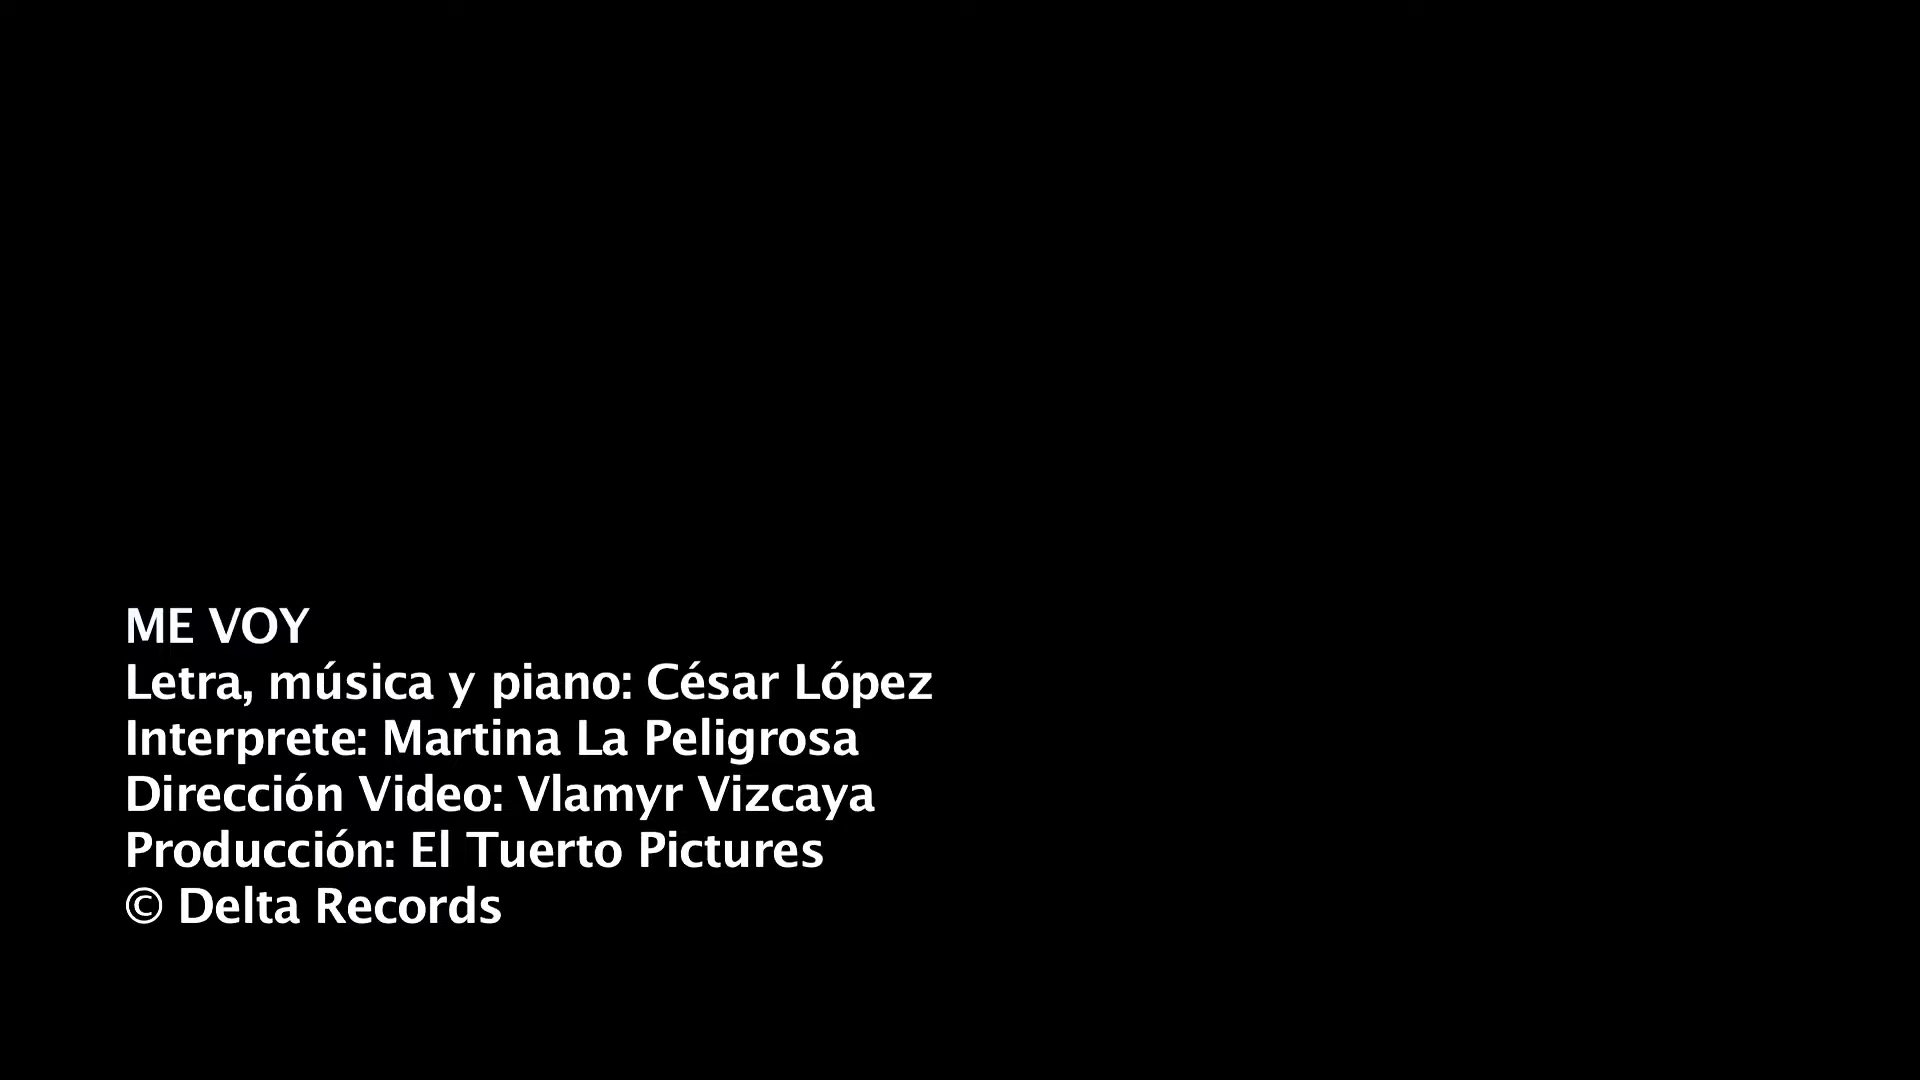 ME VOY
Letra, música y piano: César López
Interprete: Martina La Peligrosa
Dirección Video: Vlamyr Vizcaya
Producción: El Tuerto Pictures
© Delta Records